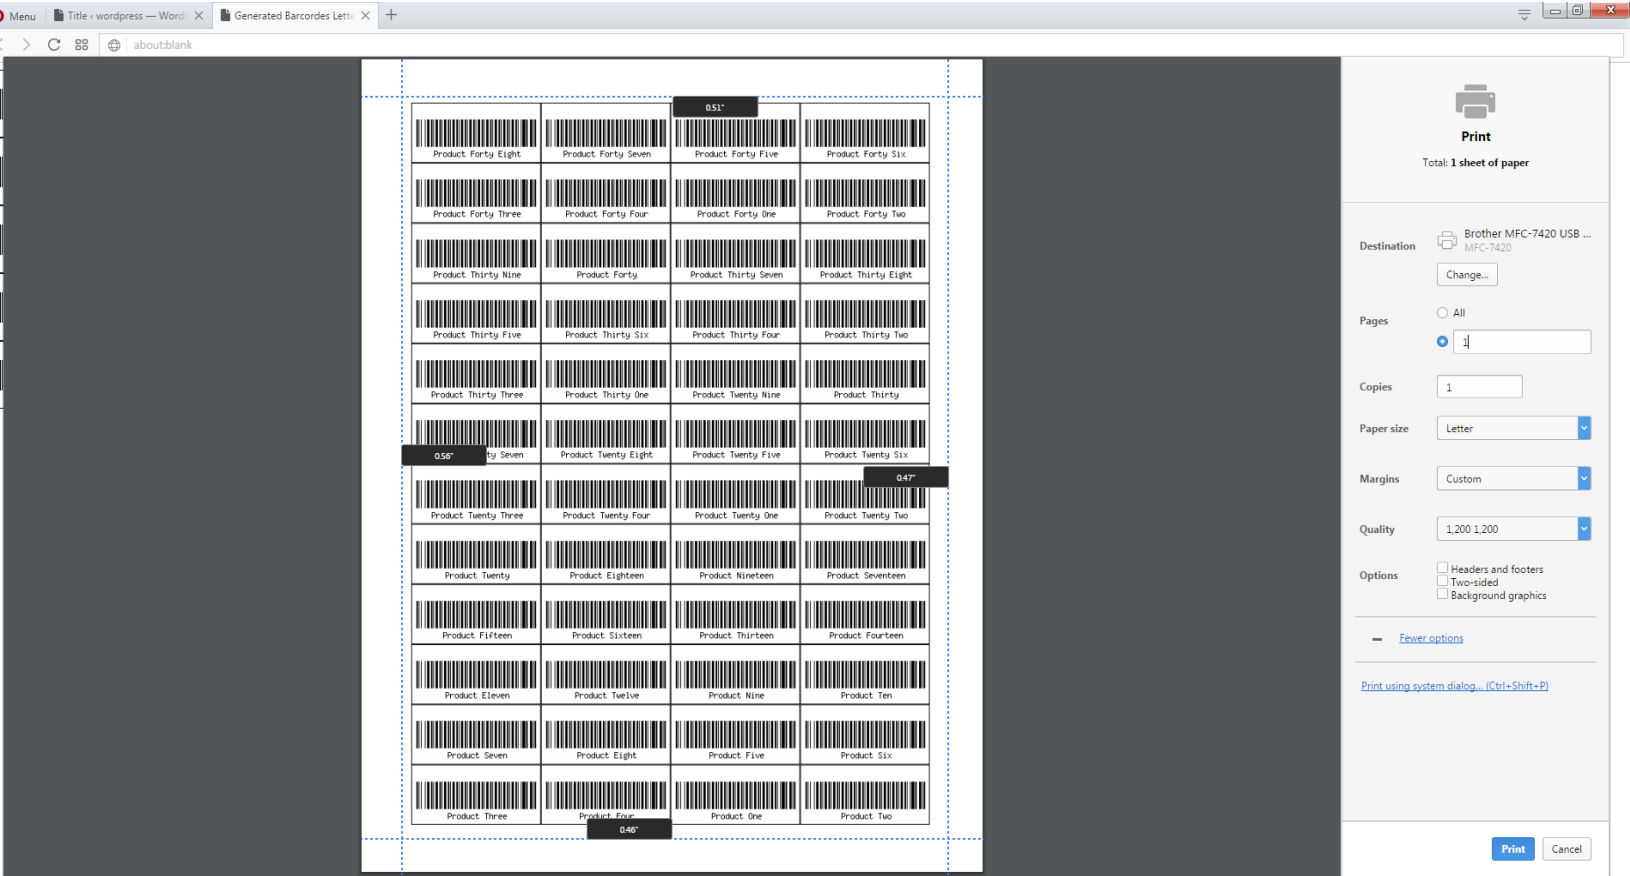 Menu
Title ‹ wordpress — Word
Generated Barcordes Lette
about:blank
0.51"
Product Forty Eight Product Forty Seven Product Forty Five Product Forty Six
Product Forty Three Product Forty Four Product Forty One Product Forty Two
Product Thirty Nine Product Forty Product Thirty Seven Product Thirty Eight
Product Thirty Five Product Thirty Six Product Thirty Four Product Thirty Two
Product Thirty Three Product Thirty One Product Twenty Nine Product Thirty
0.56" ty Seven Product Twenty Eight Product Twenty Five Product Twenty Six
0.47"
Product Twenty Three Product Twenty Four Product Twenty One Product Twenty Two
Product Twenty Product Eighteen Product Nineteen Product Seventeen
Product Fifteen Product Sixteen Product Thirteen Product Fourteen
Product Eleven Product Twelve Product Nine Product Ten
Product Seven Product Eight Product Five Product Six
Product Three Product Four Product One Product Two
0.46"
Print
Total: 1 sheet of paper
Destination
Brother MFC-7420 USB ...
MFC-7420
Change...
Pages
All
1
Copies 1
Paper size Letter
Margins Custom
Quality 1,200 1,200
Options
Headers and footers
Two-sided
Background graphics
Fewer options
Print using system dialog... (Ctrl+Shift+P)
Print Cancel